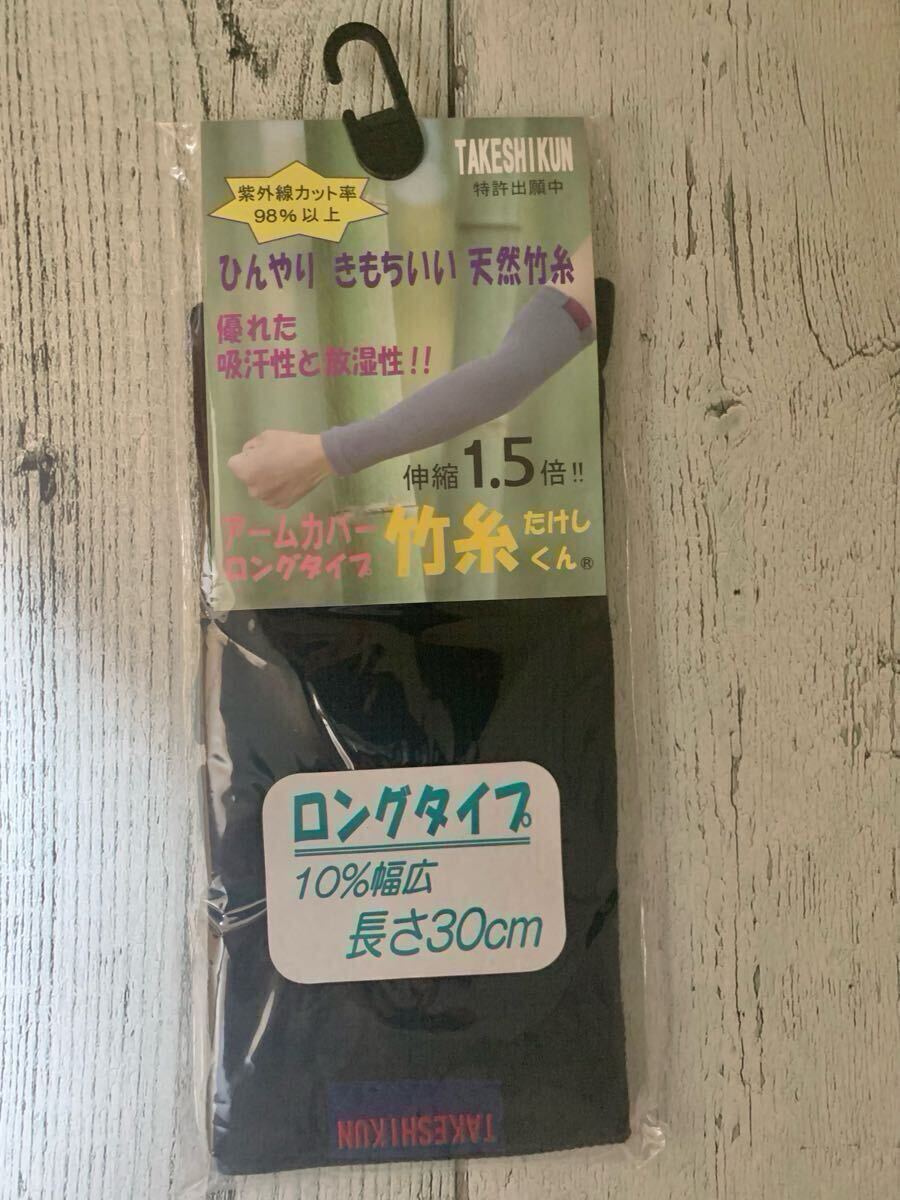 TAKESHIKUN
特許出願中
紫外線カット率
98%以上
ひんやり きもちいい 天然竹糸
優れた
吸汗性と放湿性!!
伸縮1.5倍!!
アームカバー
ロングタイプ
竹糸
たけし
くん®
ロングタイプ
10%幅広
長さ30cm
TAKESHIKUN